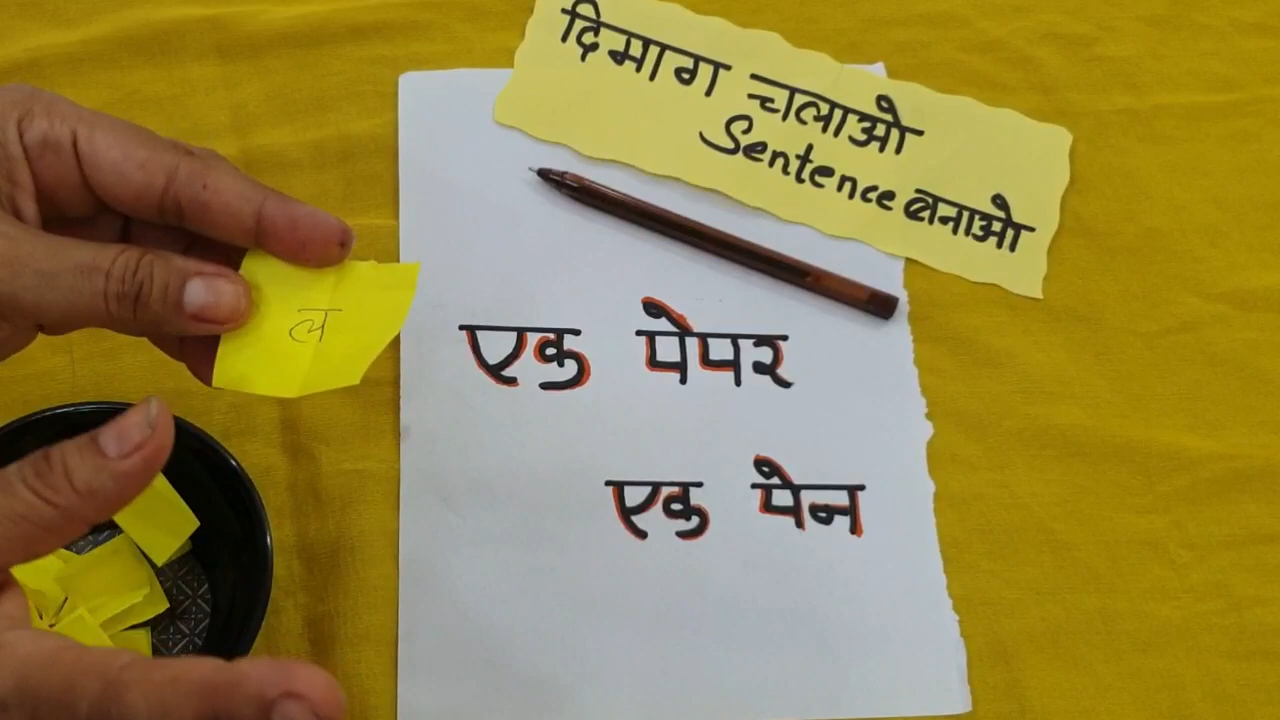 दिमाग चलाओ
Sentence बनाओ
ल
एक पेपर
एक पेन